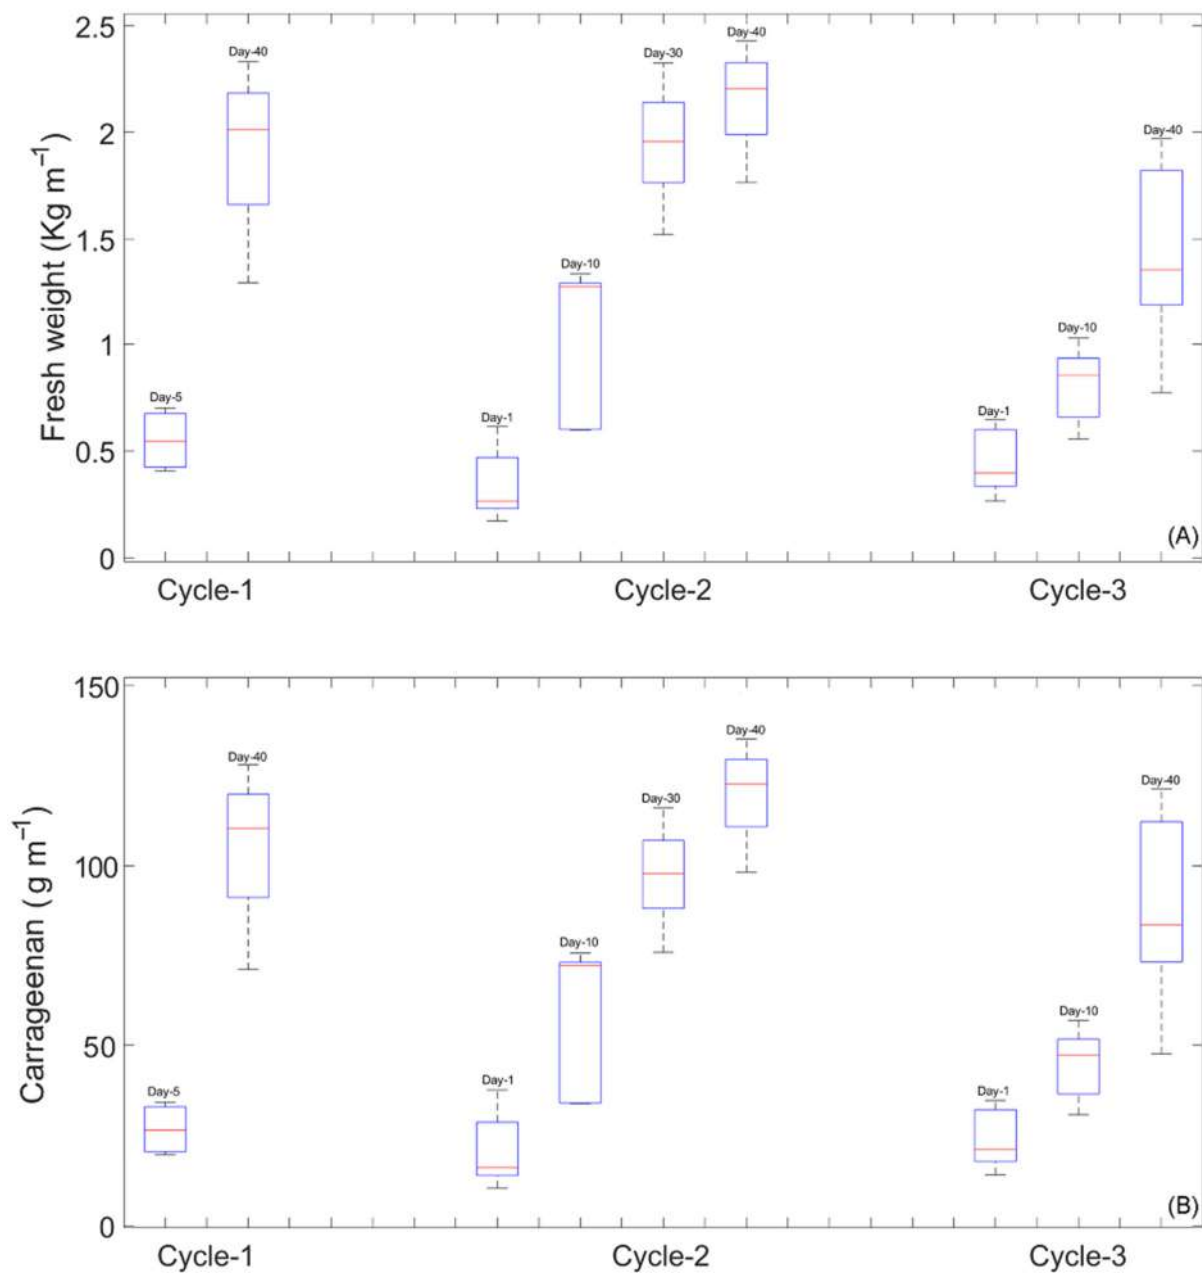 2.5
Day-40
Day-30
Day-40
2
Day-40
1.5
Day-10
1
Day-10
Day-5
Day-1
Day-1
0.5
0
Fresh weight (Kg m⁻¹)
(A)
Cycle-1
Cycle-2
Cycle-3
150
Day-40
Day-40
Day-30
Day-40
100
Day-10
Day-10
50
Day-5
Day-1
Day-1
0
Carrageenan ( g m⁻¹)
(B)
Cycle-1
Cycle-2
Cycle-3